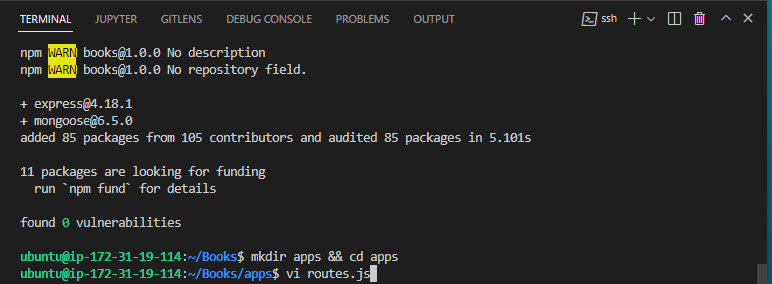 TERMINAL JUPYTER GITLENS DEBUG CONSOLE PROBLEMS OUTPUT ssh
npm WARN books@1.0.0 No description
npm WARN books@1.0.0 No repository field.
+ express@4.18.1
+ mongoose@6.5.0
added 85 packages from 105 contributors and audited 85 packages in 5.101s
11 packages are looking for funding
  run `npm fund` for details
found 0 vulnerabilities
ubuntu@ip-172-31-19-114:~/Books$ mkdir apps && cd apps
ubuntu@ip-172-31-19-114:~/Books/apps$ vi routes.js